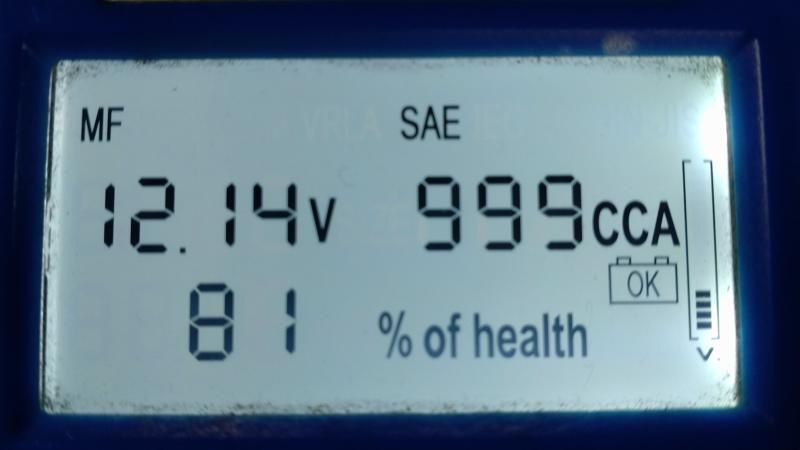 MF SAE
12.14V 999CCA
OK
81 % of health